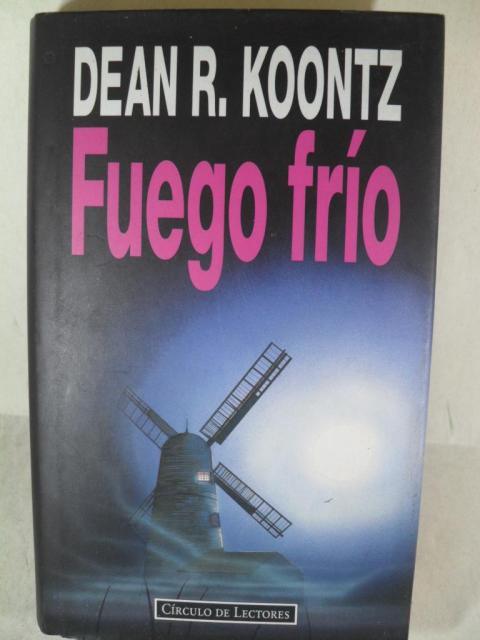 DEAN R. KOONTZ
Fuego frío
CÍRCULO DE LECTORES